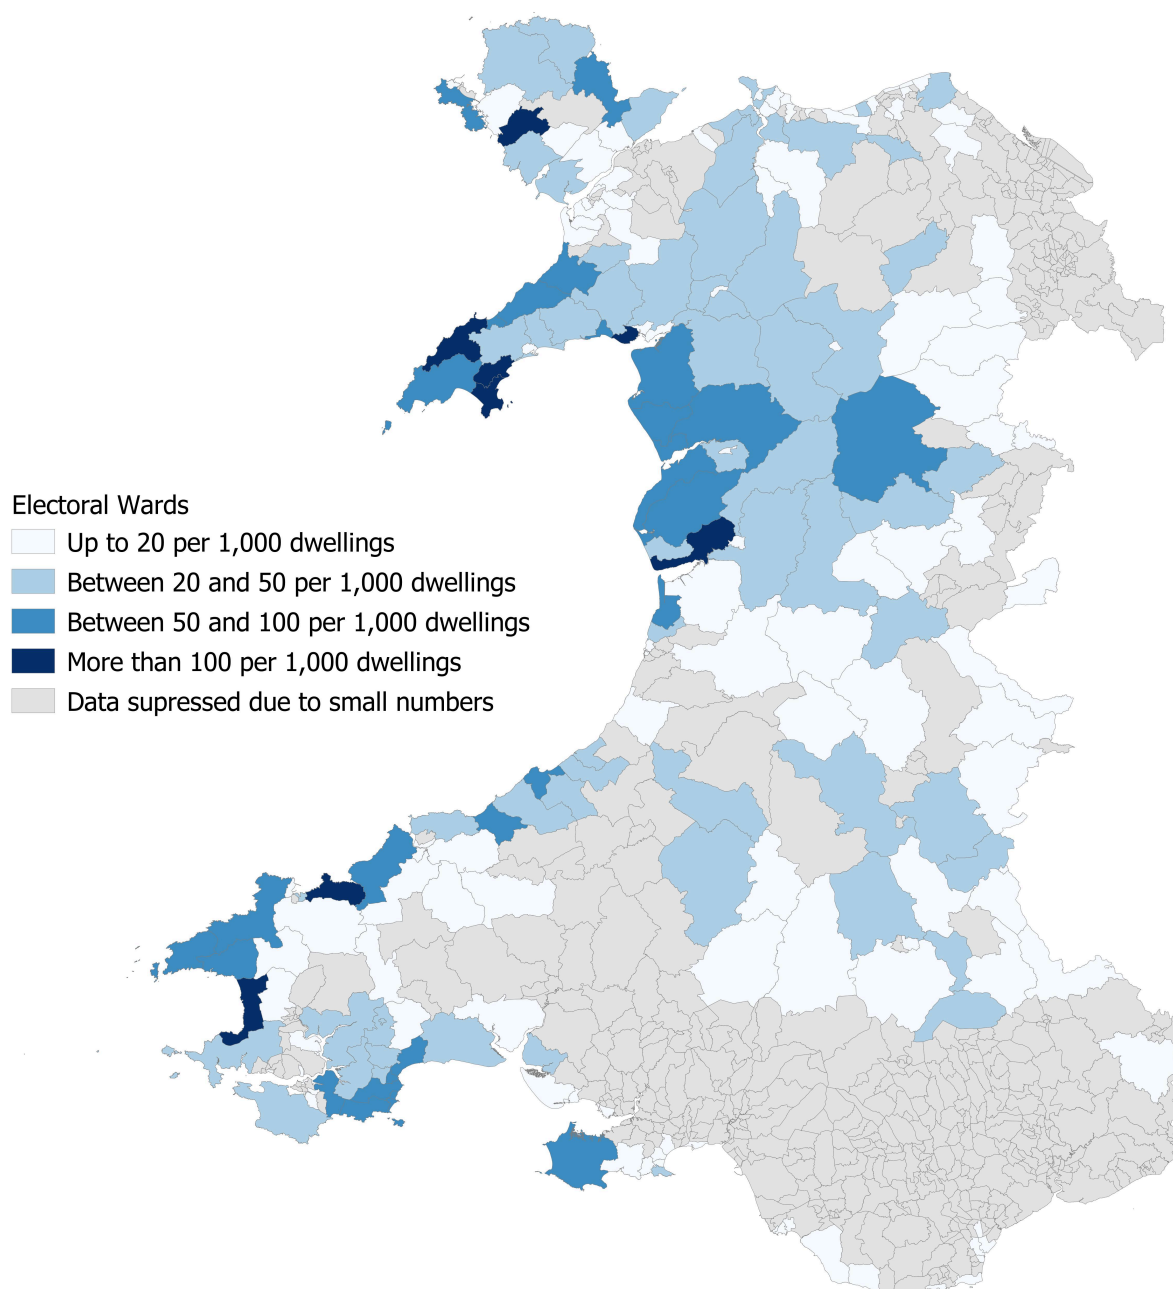 Electoral Wards
Up to 20 per 1,000 dwellings
Between 20 and 50 per 1,000 dwellings
Between 50 and 100 per 1,000 dwellings
More than 100 per 1,000 dwellings
Data supressed due to small numbers